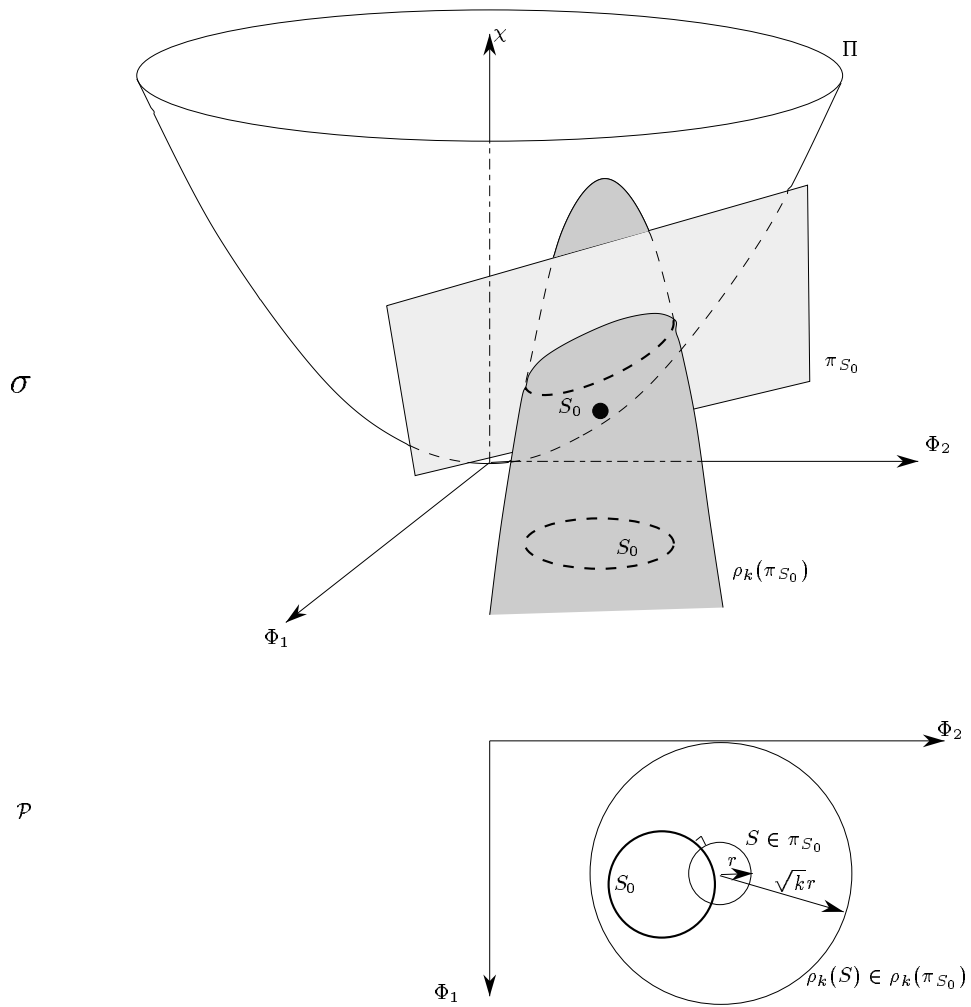 χ
Π
σ
π_{S_0}
S_0
Φ_2
S_0
ρ_k(π_{S_0})
Φ_1
Φ_2
𝒫
S ∈ π_{S_0}
r
S_0
√k r
ρ_k(S) ∈ ρ_k(π_{S_0})
Φ_1